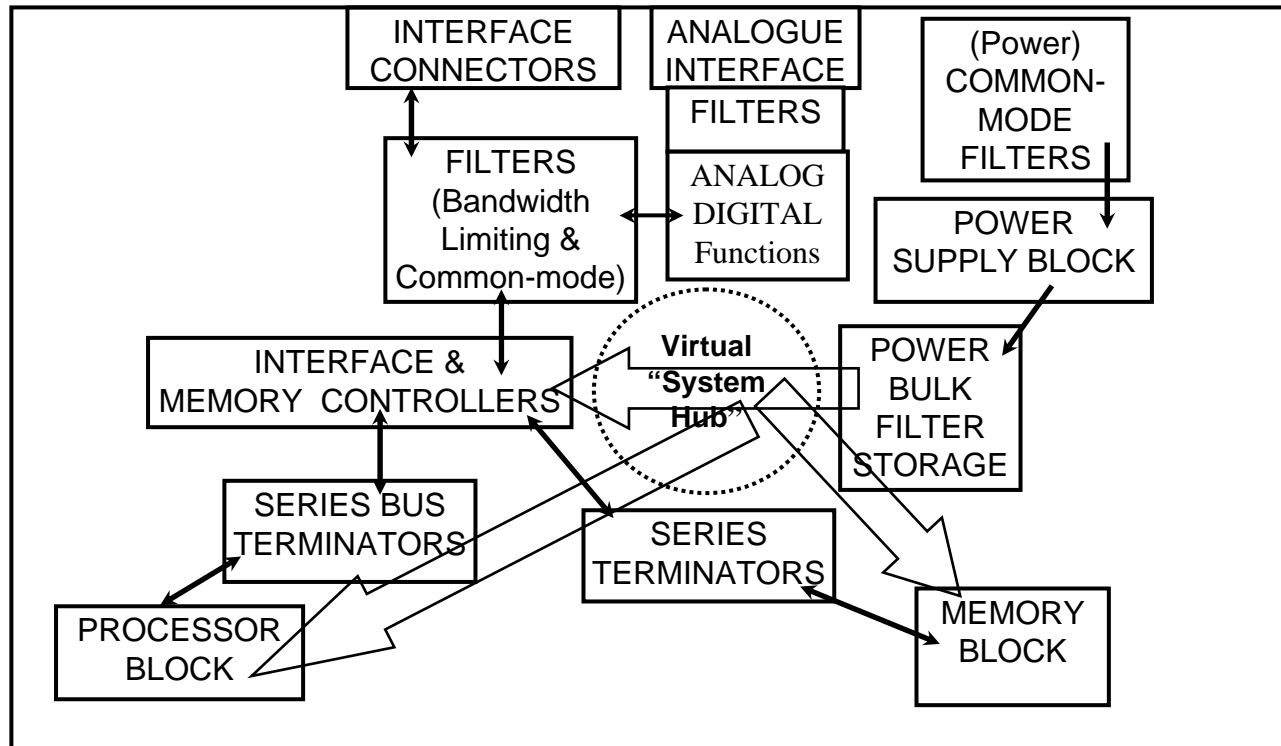 INTERFACE
CONNECTORS
ANALOGUE
INTERFACE
FILTERS
ANALOG
DIGITAL
Functions
(Power)
COMMON-
MODE
FILTERS
FILTERS
(Bandwidth
Limiting &
Common-mode)
POWER
SUPPLY BLOCK
INTERFACE &
MEMORY CONTROLLERS
Virtual
“System
Hub”
POWER
BULK
FILTER
STORAGE
SERIES BUS
TERMINATORS
SERIES
TERMINATORS
PROCESSOR
BLOCK
MEMORY
BLOCK